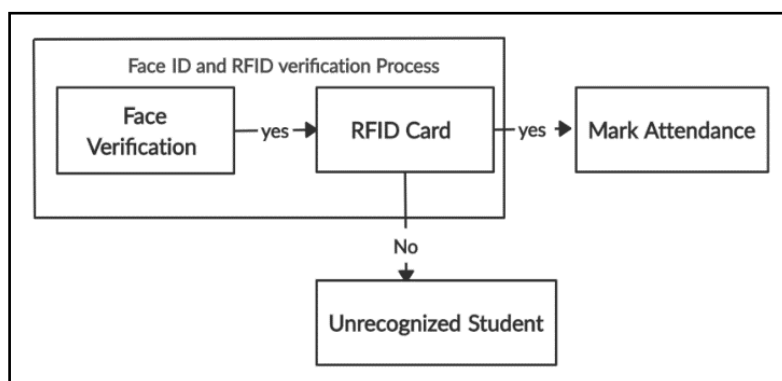 Face ID and RFID verification Process
Face
Verification
yes
RFID Card
yes
Mark Attendance
No
Unrecognized Student